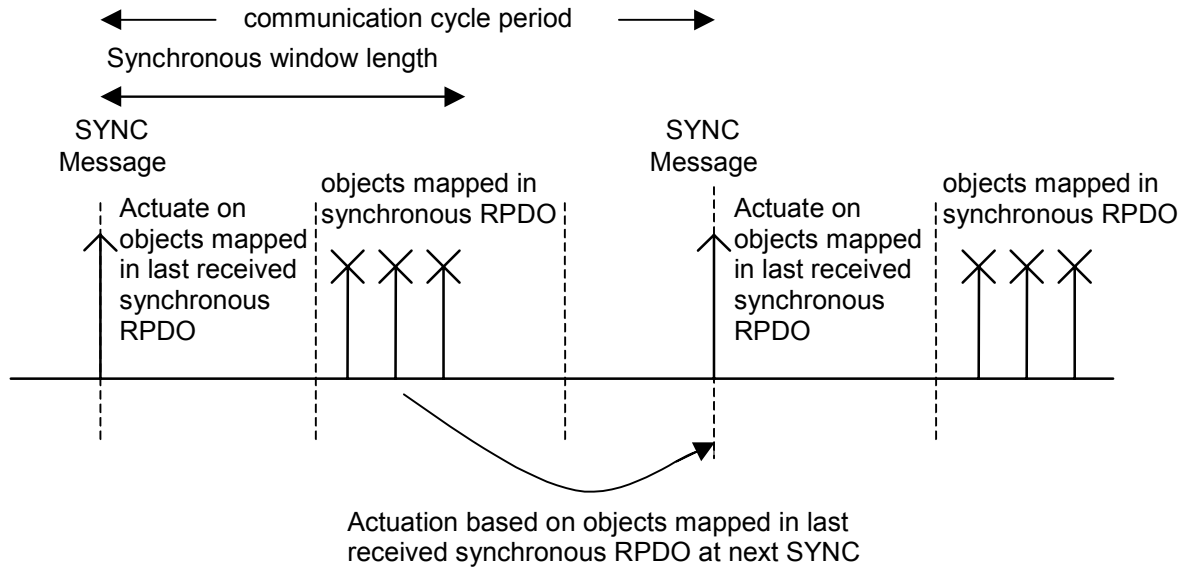 communication cycle period
Synchronous window length
SYNC
Message
Actuate on
objects mapped
in last received
synchronous
RPDO
objects mapped in
synchronous RPDO
SYNC
Message
Actuate on
objects mapped
in last received
synchronous
RPDO
objects mapped in
synchronous RPDO
Actuation based on objects mapped in last
received synchronous RPDO at next SYNC